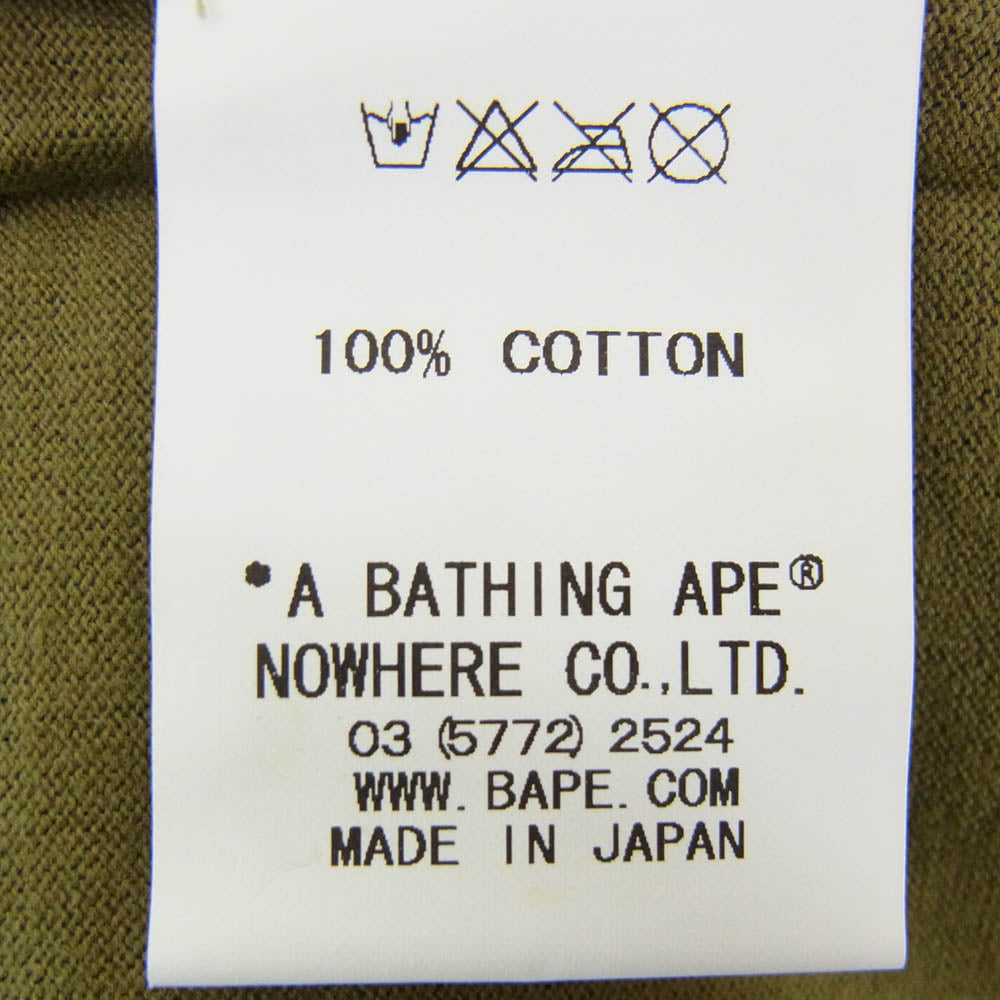 100% COTTON
*A BATHING APE®
NOWHERE CO.,LTD.
03 (5772) 2524
WWW.BAPE.COM
MADE IN JAPAN